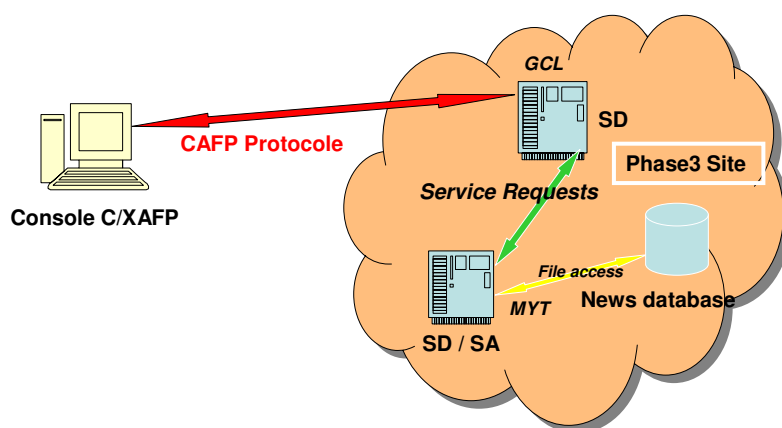 GCL
SD
CAFP Protocole
Phase3 Site
Service Requests
Console C/XAFP
File access
MYT
News database
SD / SA